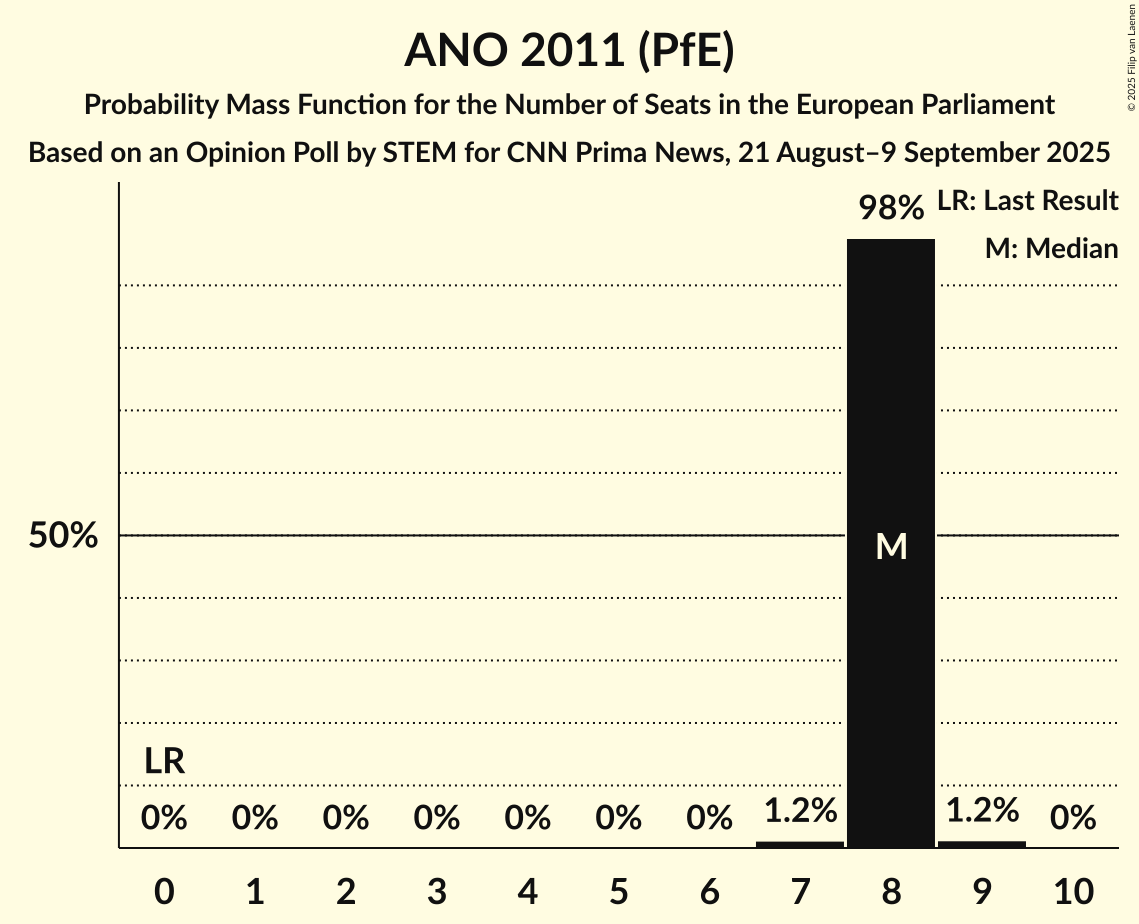 ANO 2011 (PfE)
Probability Mass Function for the Number of Seats in the European Parliament
Based on an Opinion Poll by STEM for CNN Prima News, 21 August–9 September 2025
© 2025 Filip van Laenen
98%
LR: Last Result
M: Median
50%
M
LR
0% 0% 0% 0% 0% 0% 0% 1.2% 1.2% 0%
0 1 2 3 4 5 6 7 8 9 10